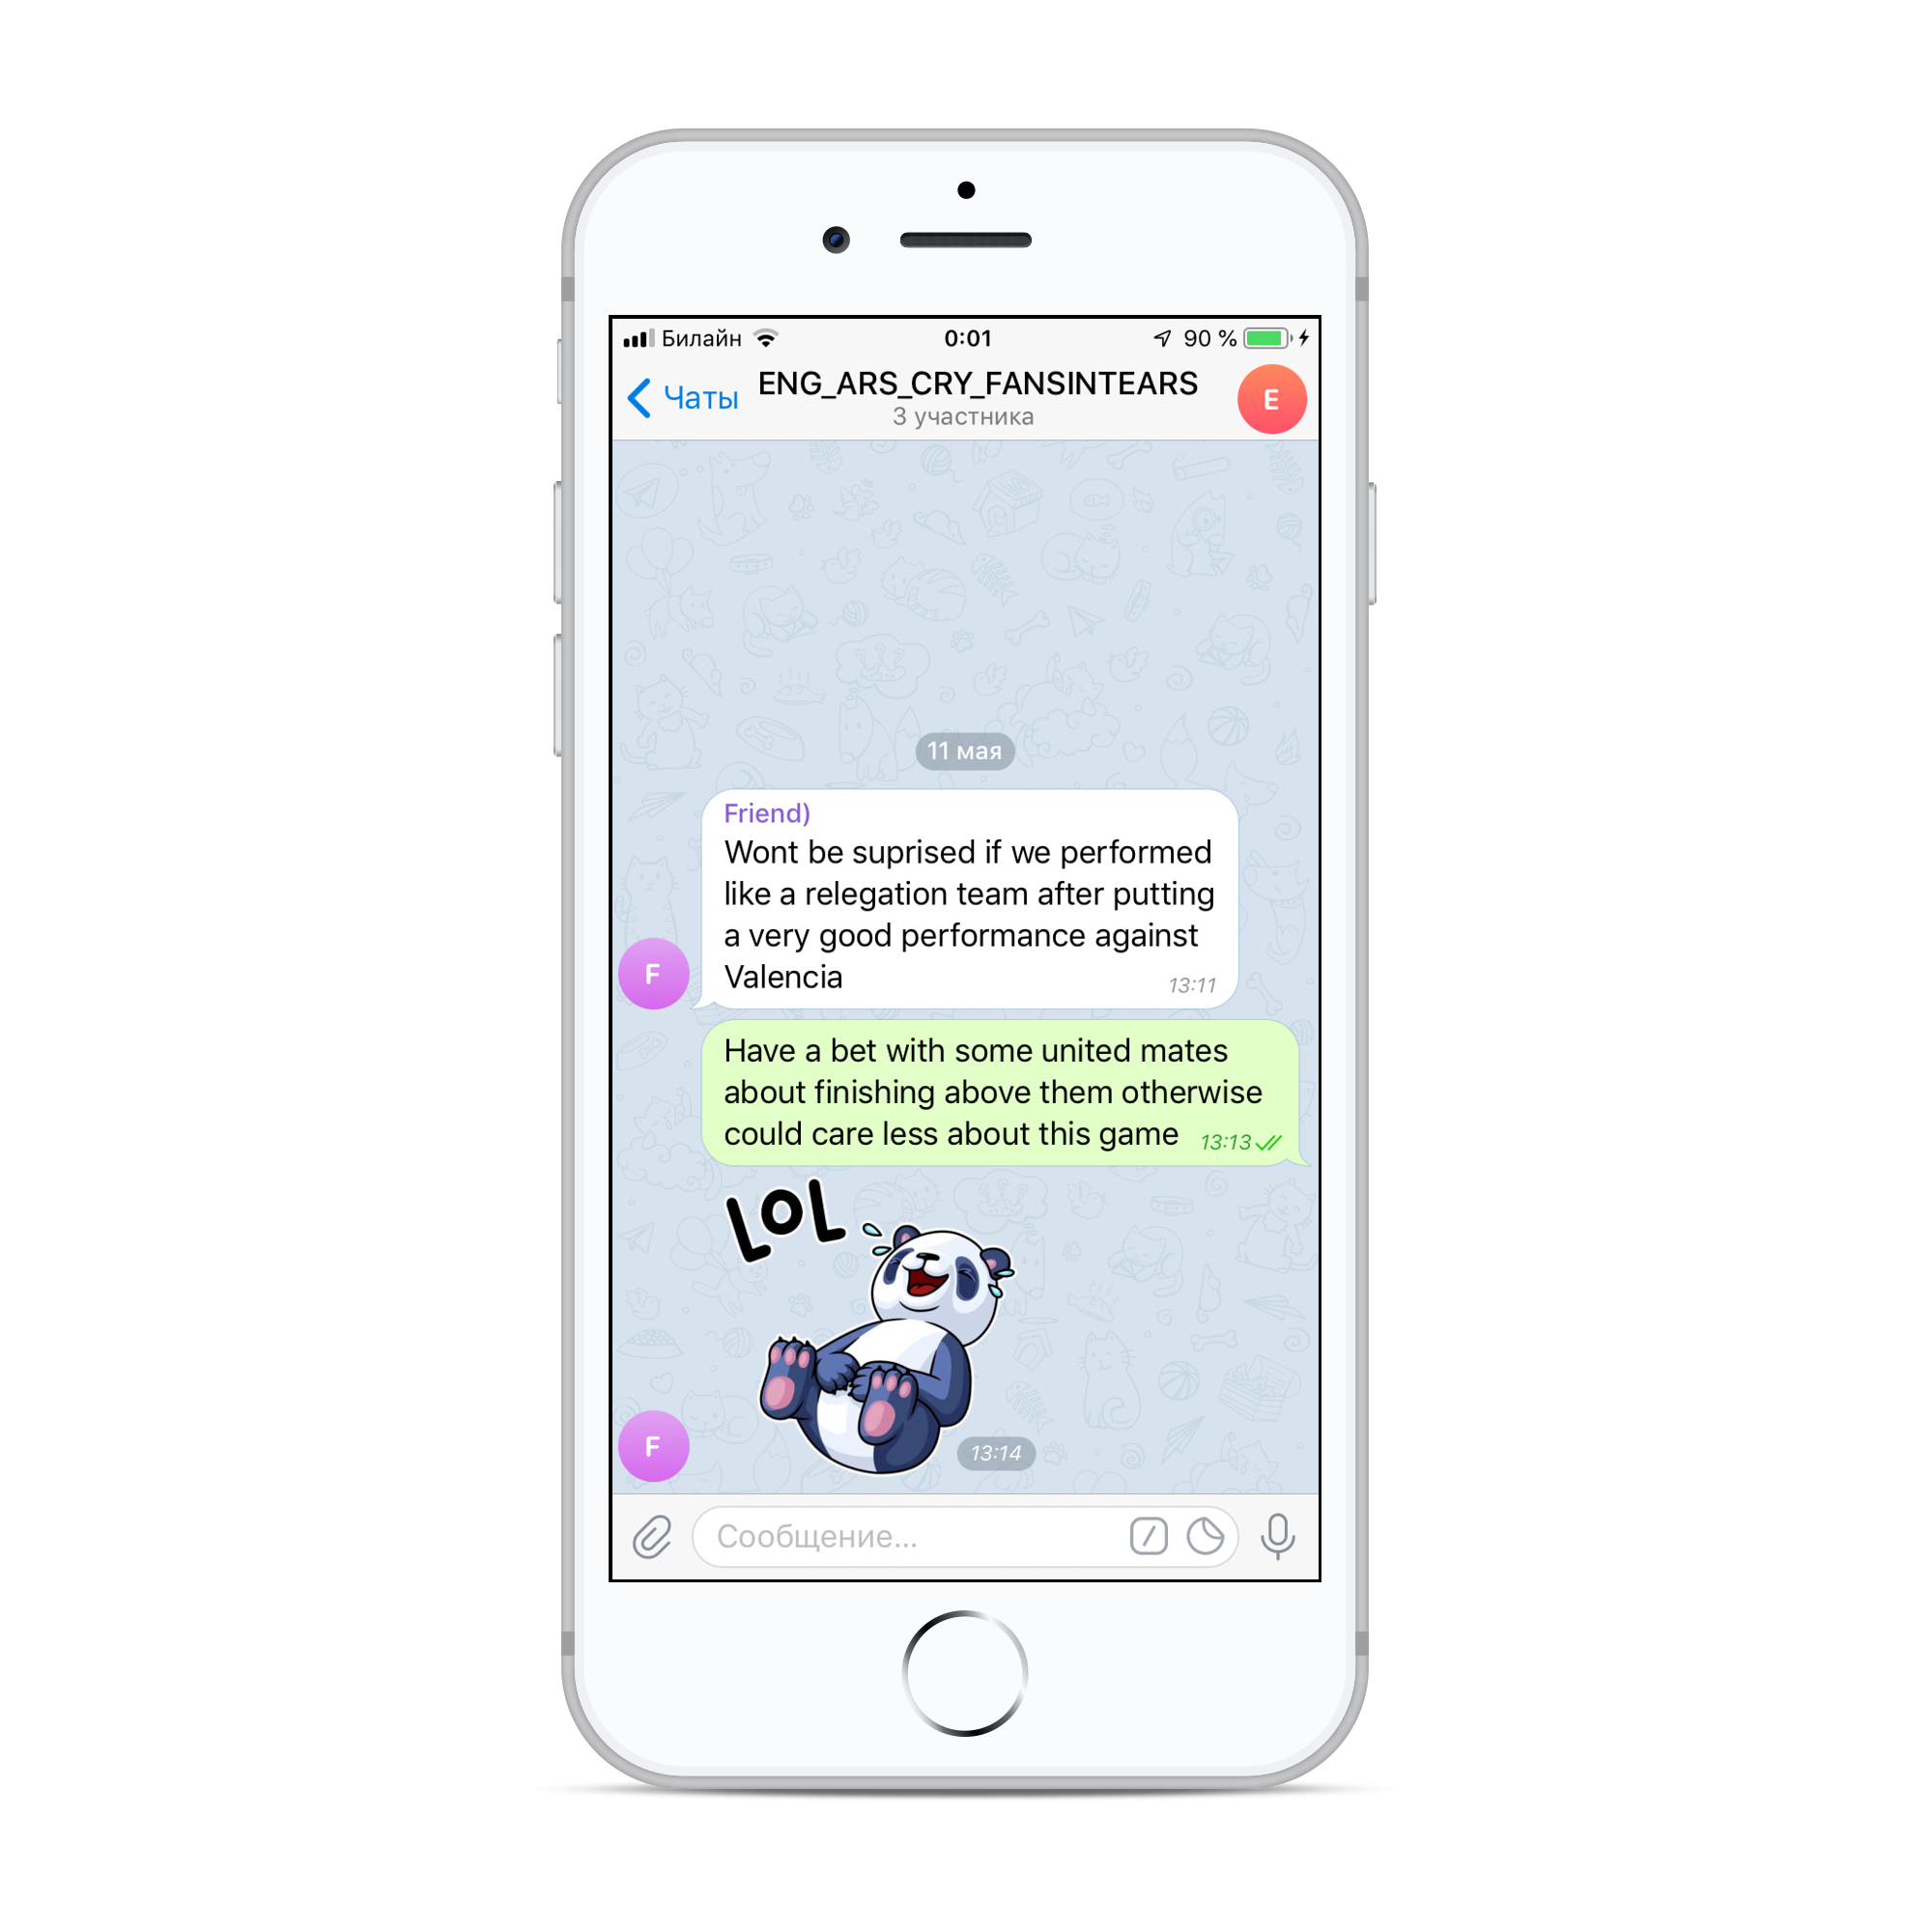 Билайн 0:01 90 %
Чаты ENG_ARS_CRY_FANSINTEARS E
3 участника
11 мая
Friend)
Wont be suprised if we performed
like a relegation team after putting
a very good performance against
Valencia 13:11
F
Have a bet with some united mates
about finishing above them otherwise
could care less about this game 13:13
LOL
F
13:14
Сообщение...